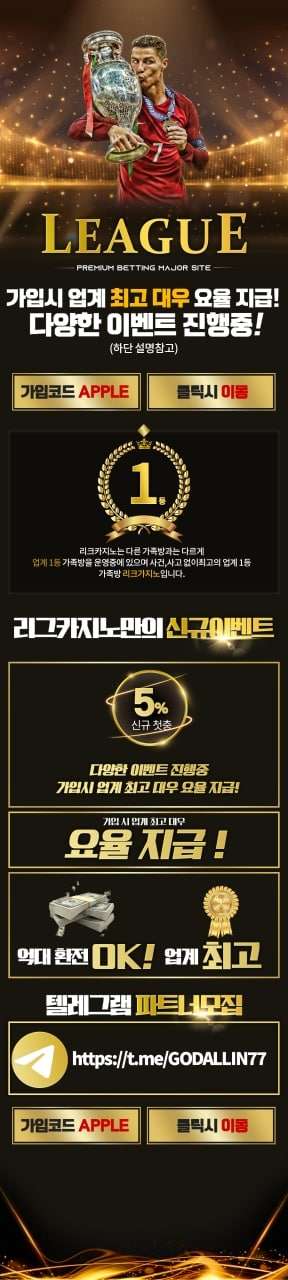 7
LEAGUE
PREMIUM BETTING MAJOR SITE
가입시 업계 최고 대우 요율 지급!
다양한 이벤트 진행중!
(하단 설명참고)
가입코드 APPLE
클릭시 이동
1등
리그카지노는 다른 가족방과는 다르게
업계 1등 가족방을 운영중에 있으며 사건,사고 없이최고의 업계 1등
가족방 리그카지노입니다.
리그카지노만의 신규이벤트
5%
신규 첫충
다양한 이벤트 진행중
가입시 업계 최고 대우 요율 지급!
가입 시 업계 최고 대우
요율 지급 !
억대 환전 OK!
업계 최고
텔레그램 파트너모집
https://t.me/GODALLIN77
가입코드 APPLE
클릭시 이동